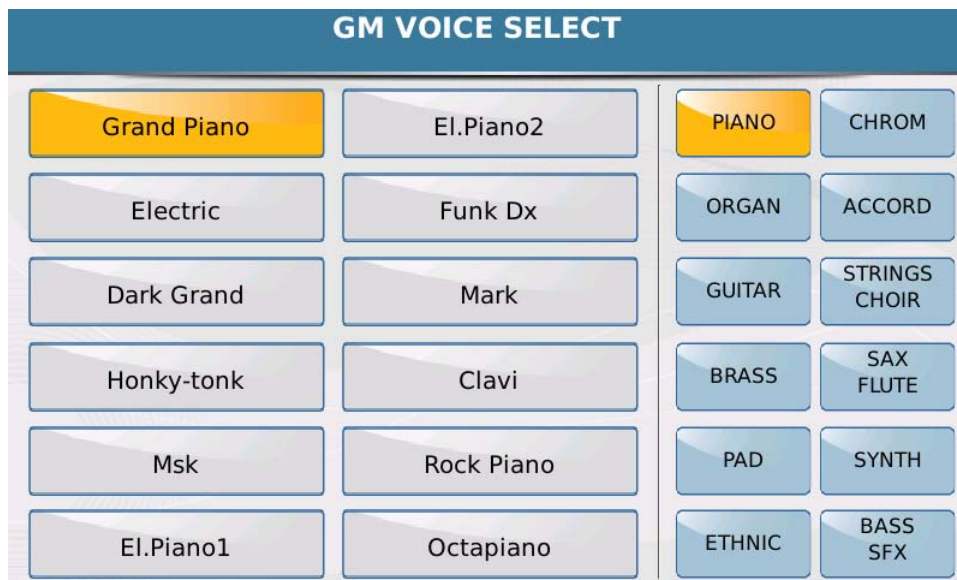 GM VOICE SELECT
Grand Piano
El.Piano2
PIANO
CHROM
Electric
Funk Dx
ORGAN
ACCORD
Dark Grand
Mark
GUITAR
STRINGS
CHOIR
Honky-tonk
Clavi
BRASS
SAX
FLUTE
Msk
Rock Piano
PAD
SYNTH
El.Piano1
Octapiano
ETHNIC
BASS
SFX